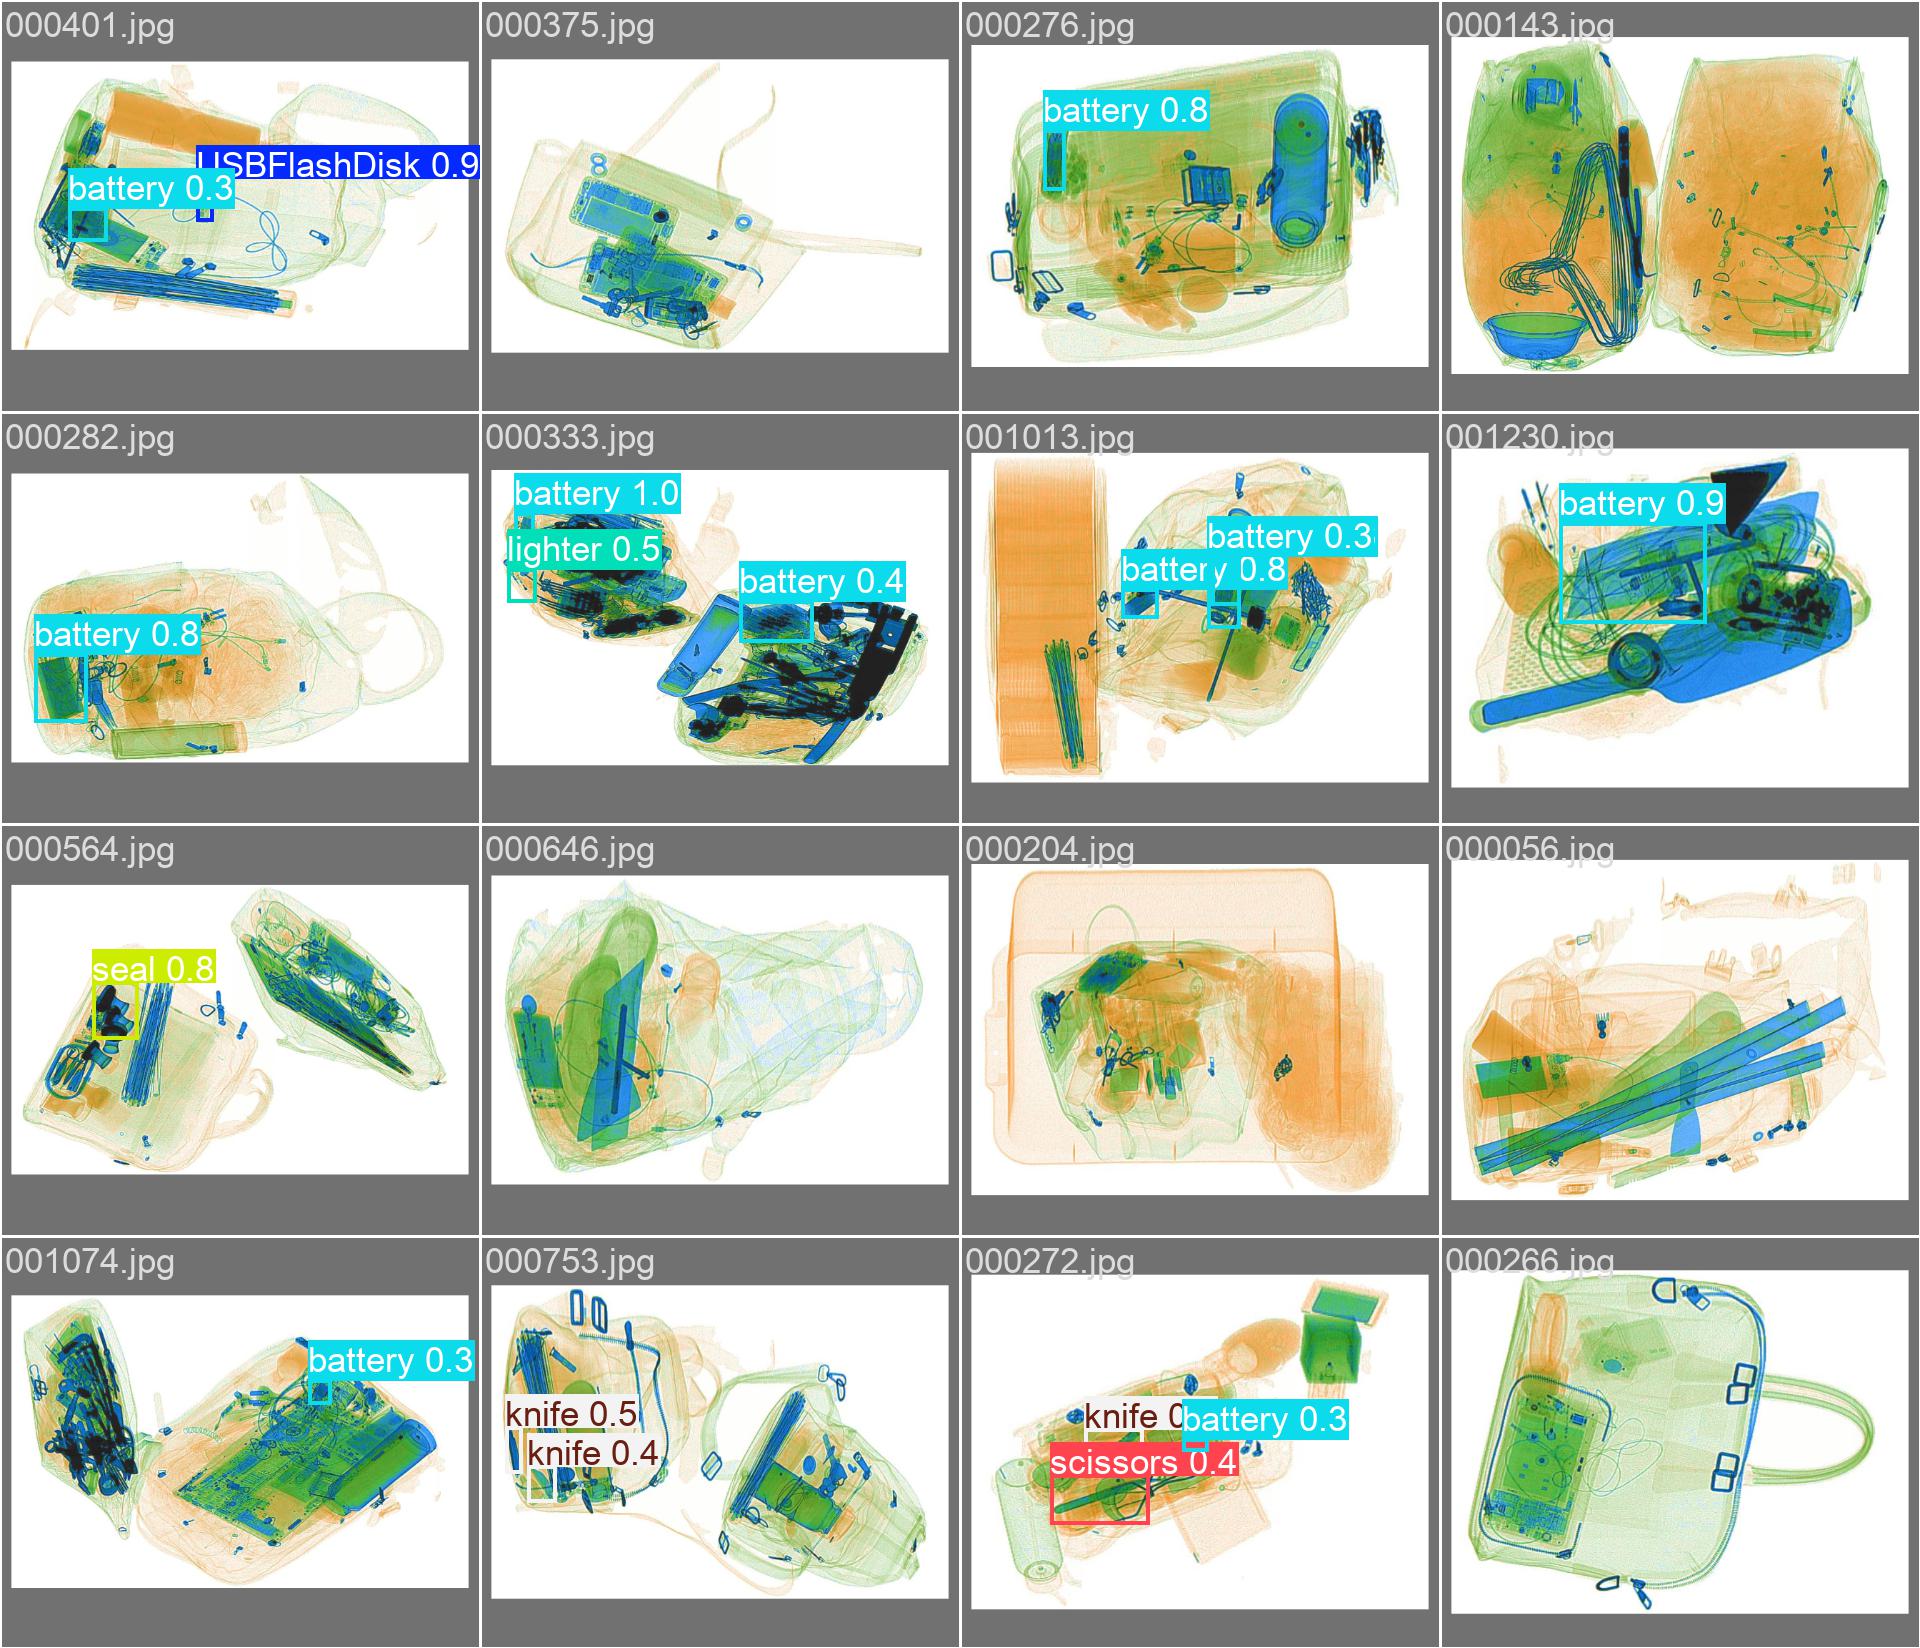 000401.jpg
USBFlashDisk 0.9
battery 0.3
000375.jpg
000276.jpg
battery 0.8
000143.jpg
000282.jpg
battery 0.8
000333.jpg
battery 1.0
lighter 0.5
battery 0.4
001013.jpg
battery 0.3
battery 0.8
001230.jpg
battery 0.9
000564.jpg
seal 0.8
000646.jpg
000204.jpg
000056.jpg
001074.jpg
battery 0.3
000753.jpg
knife 0.5
knife 0.4
000272.jpg
knife 0
battery 0.3
scissors 0.4
000266.jpg